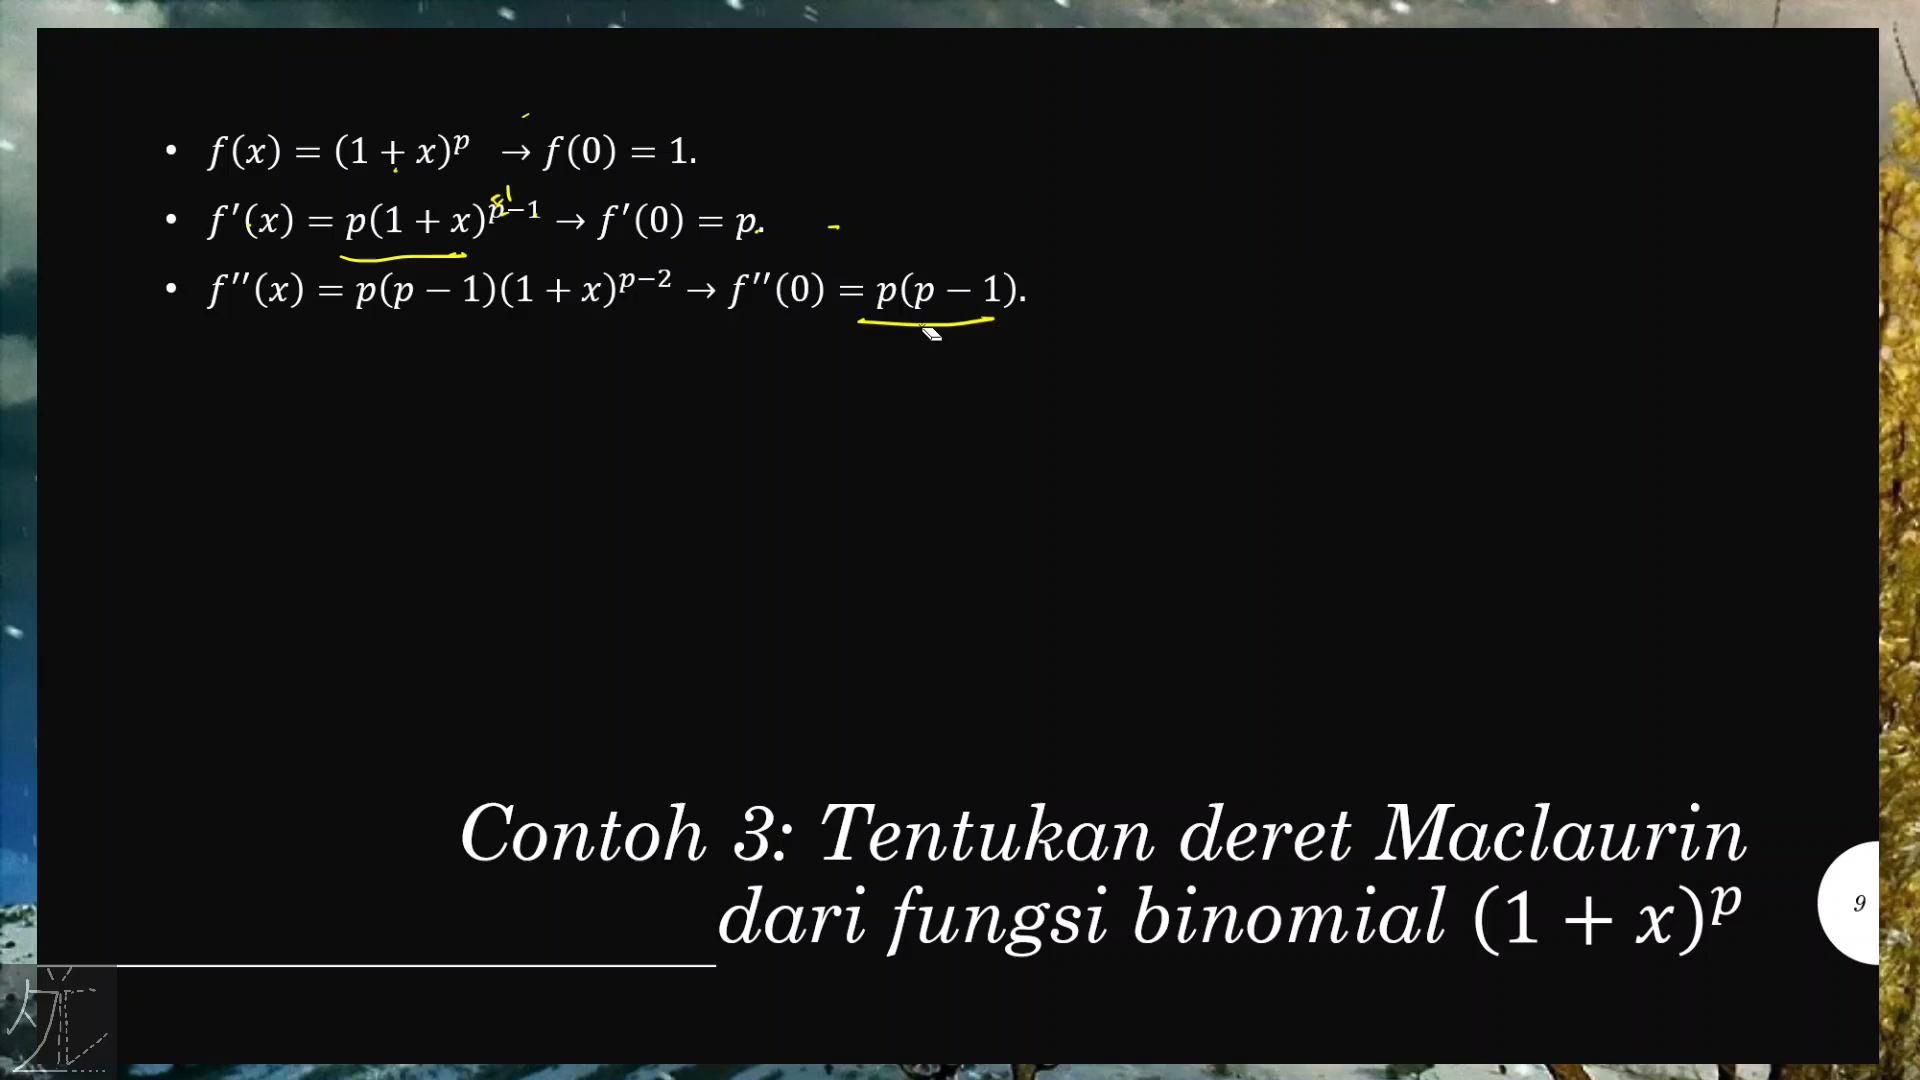 • f(x) = (1 + x)^p → f(0) = 1.
• f′(x) = p(1 + x)^{p−1} → f′(0) = p.
• f″(x) = p(p − 1)(1 + x)^{p−2} → f″(0) = p(p − 1).
Contoh 3: Tentukan deret Maclaurin
dari fungsi binomial (1 + x)^p
9